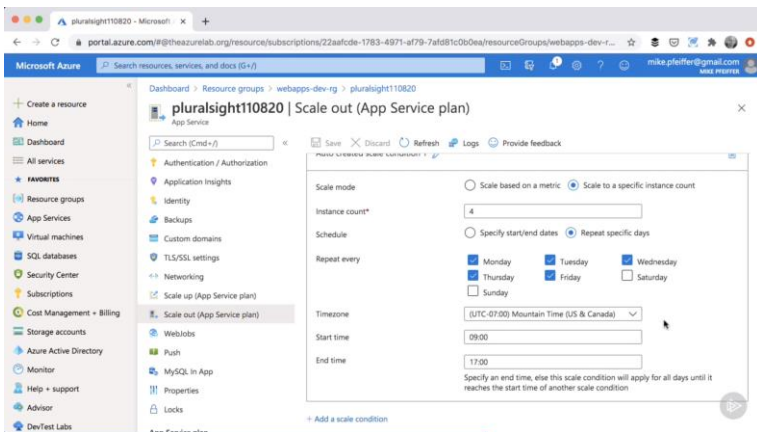 pluralsight110820 - Microsoft
portal.azure.com/#@theazurelab.org/resource/subscriptions/22aafcde-1783-4971-af79-7afd81c0b0ea/resourceGroups/webapps-dev-r...
Microsoft Azure
Search resources, services, and docs (G+/)
mike.pfeiffer@gmail.com
MIKE PFEIFFER
Create a resource
Home
Dashboard
All services
FAVORITES
Resource groups
App Services
Virtual machines
SQL databases
Security Center
Subscriptions
Cost Management + Billing
Storage accounts
Azure Active Directory
Monitor
Help + support
Advisor
DevTest Labs
Dashboard > Resource groups > webapps-dev-rg > pluralsight110820
pluralsight110820 | Scale out (App Service plan)
App Service
Search (Cmd+/)
Authentication / Authorization
Application Insights
Identity
Backups
Custom domains
TLS/SSL settings
Networking
Scale up (App Service plan)
Scale out (App Service plan)
WebJobs
Push
MySQL In App
Properties
Locks
App Service plan
Save Discard Refresh Logs Provide feedback
Auto created scale condition 1
Scale mode Scale based on a metric Scale to a specific instance count
Instance count* 4
Schedule Specify start/end dates Repeat specific days
Repeat every Monday Tuesday Wednesday
Thursday Friday Saturday
Sunday
Timezone (UTC-07:00) Mountain Time (US & Canada)
Start time 09:00
End time 17:00
Specify an end time, else this scale condition will apply for all days until it
reaches the start time of another scale condition
+ Add a scale condition